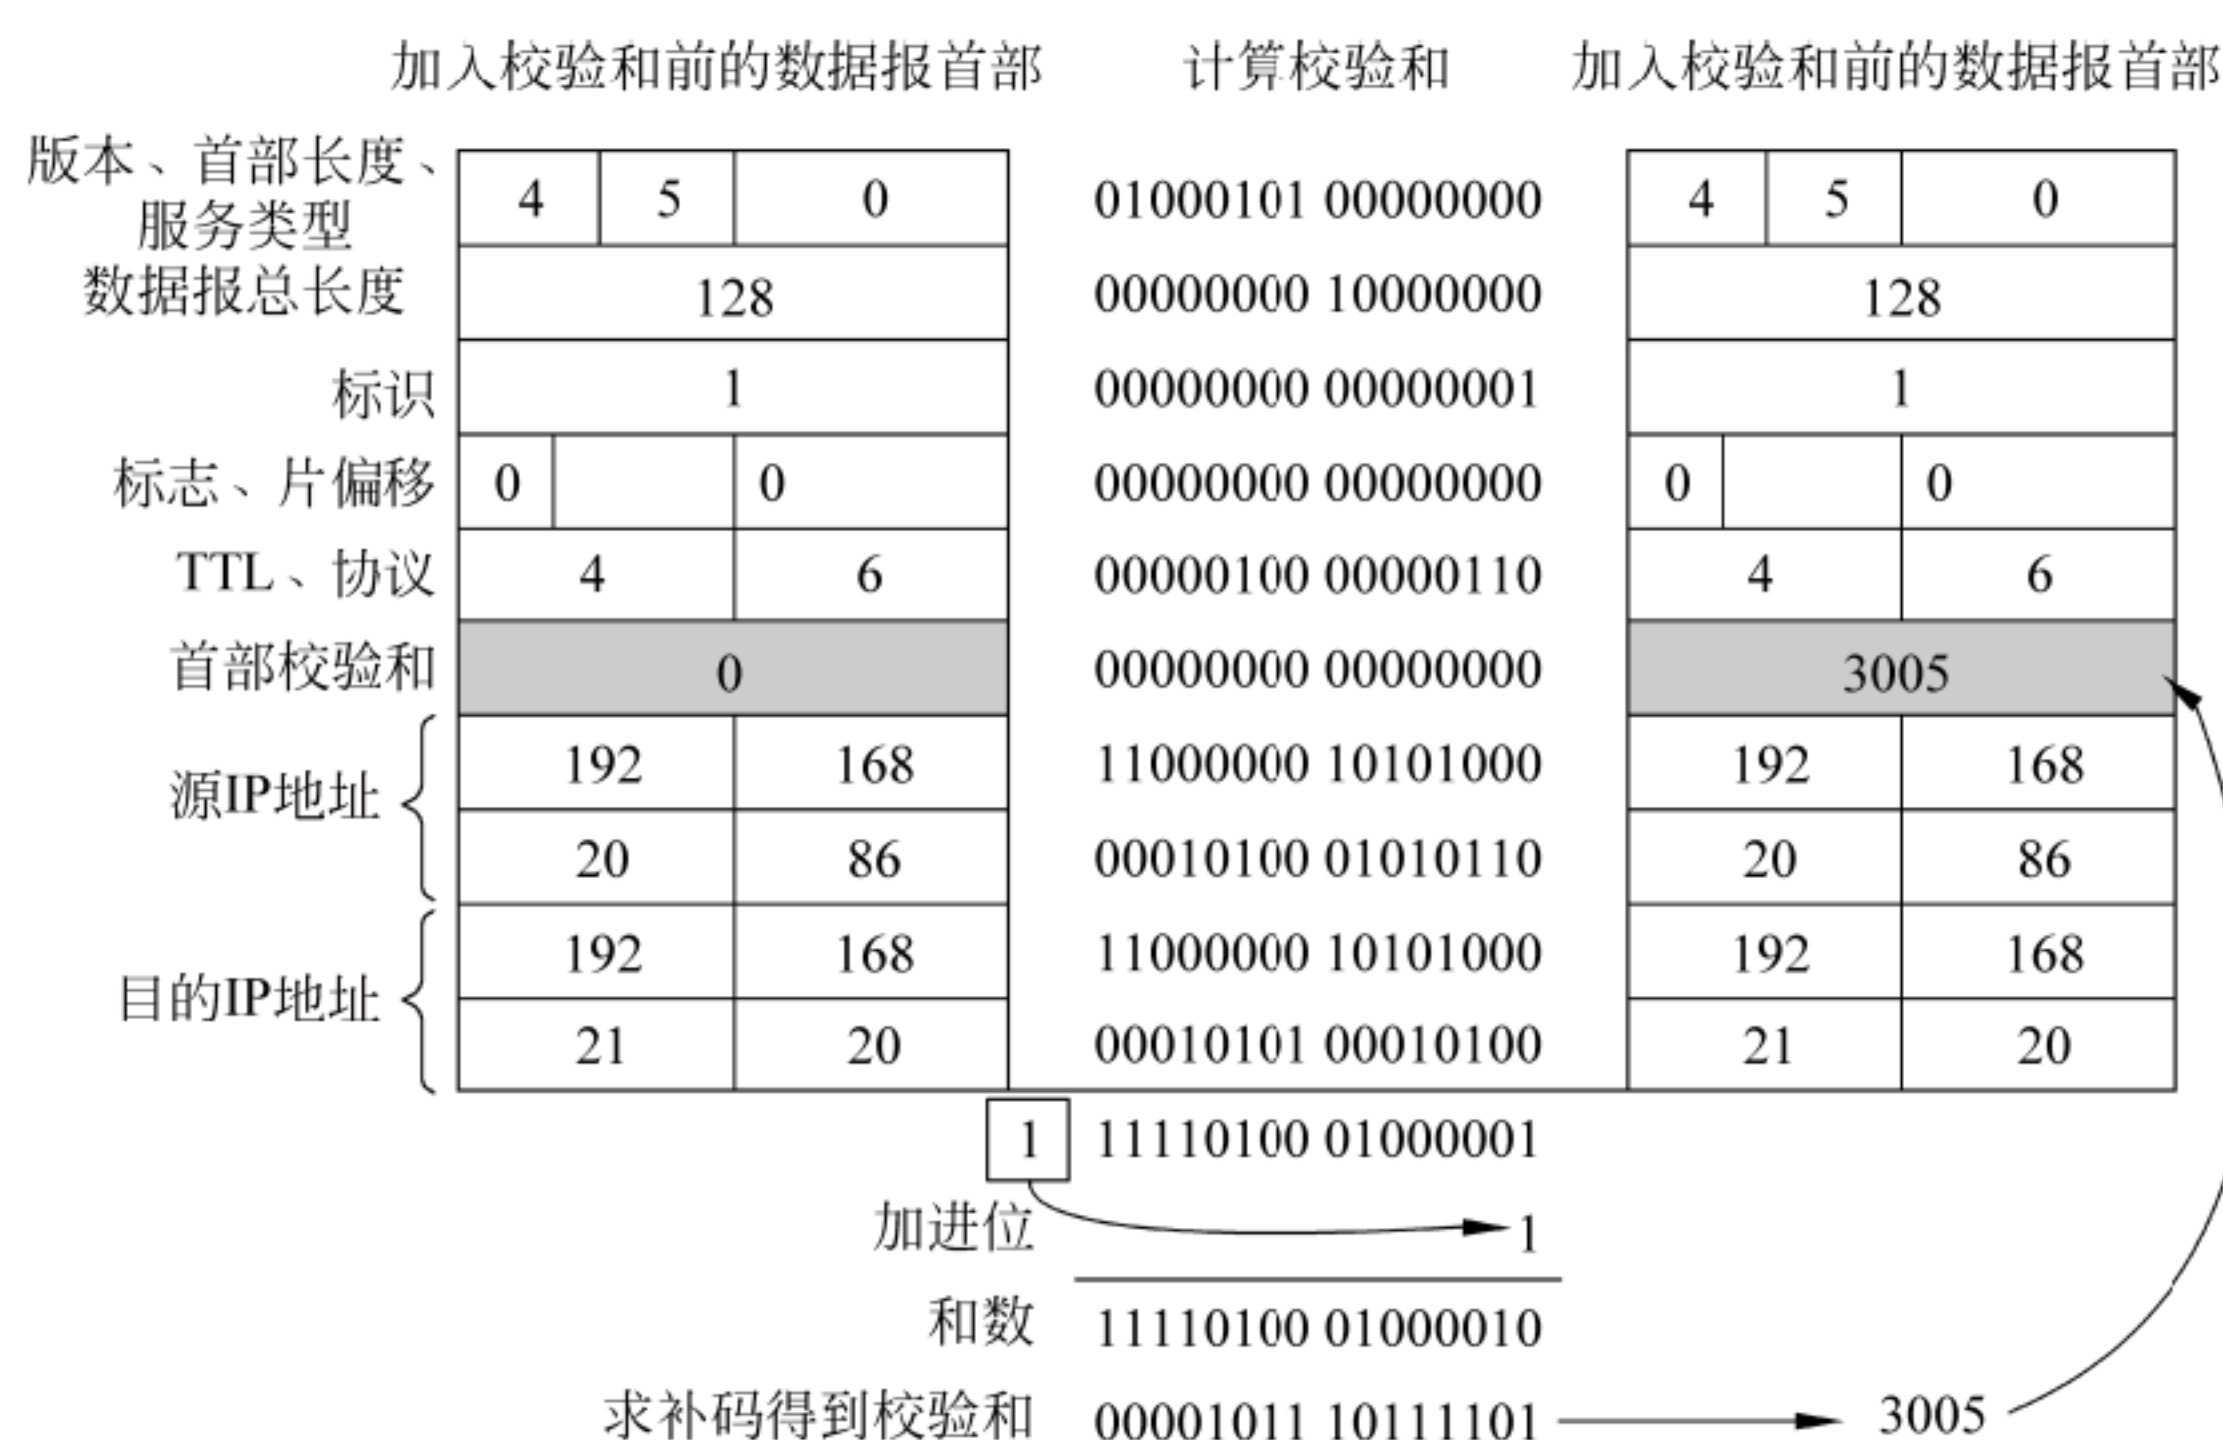 加入校验和前的数据报首部 计算校验和 加入校验和前的数据报首部
版本、首部长度、
服务类型 4 5 0 01000101 00000000 4 5 0
数据报总长度 128 00000000 10000000 128
标识 1 00000000 00000001 1
标志、片偏移 0 0 00000000 00000000 0 0
TTL、协议 4 6 00000100 00000110 4 6
首部校验和 0 00000000 00000000 3005
源IP地址 192 168 11000000 10101000 192 168
20 86 00010100 01010110 20 86
目的IP地址 192 168 11000000 10101000 192 168
21 20 00010101 00010100 21 20
1 11110100 01000001
加进位 1
和数 11110100 01000010
求补码得到校验和 00001011 10111101 3005